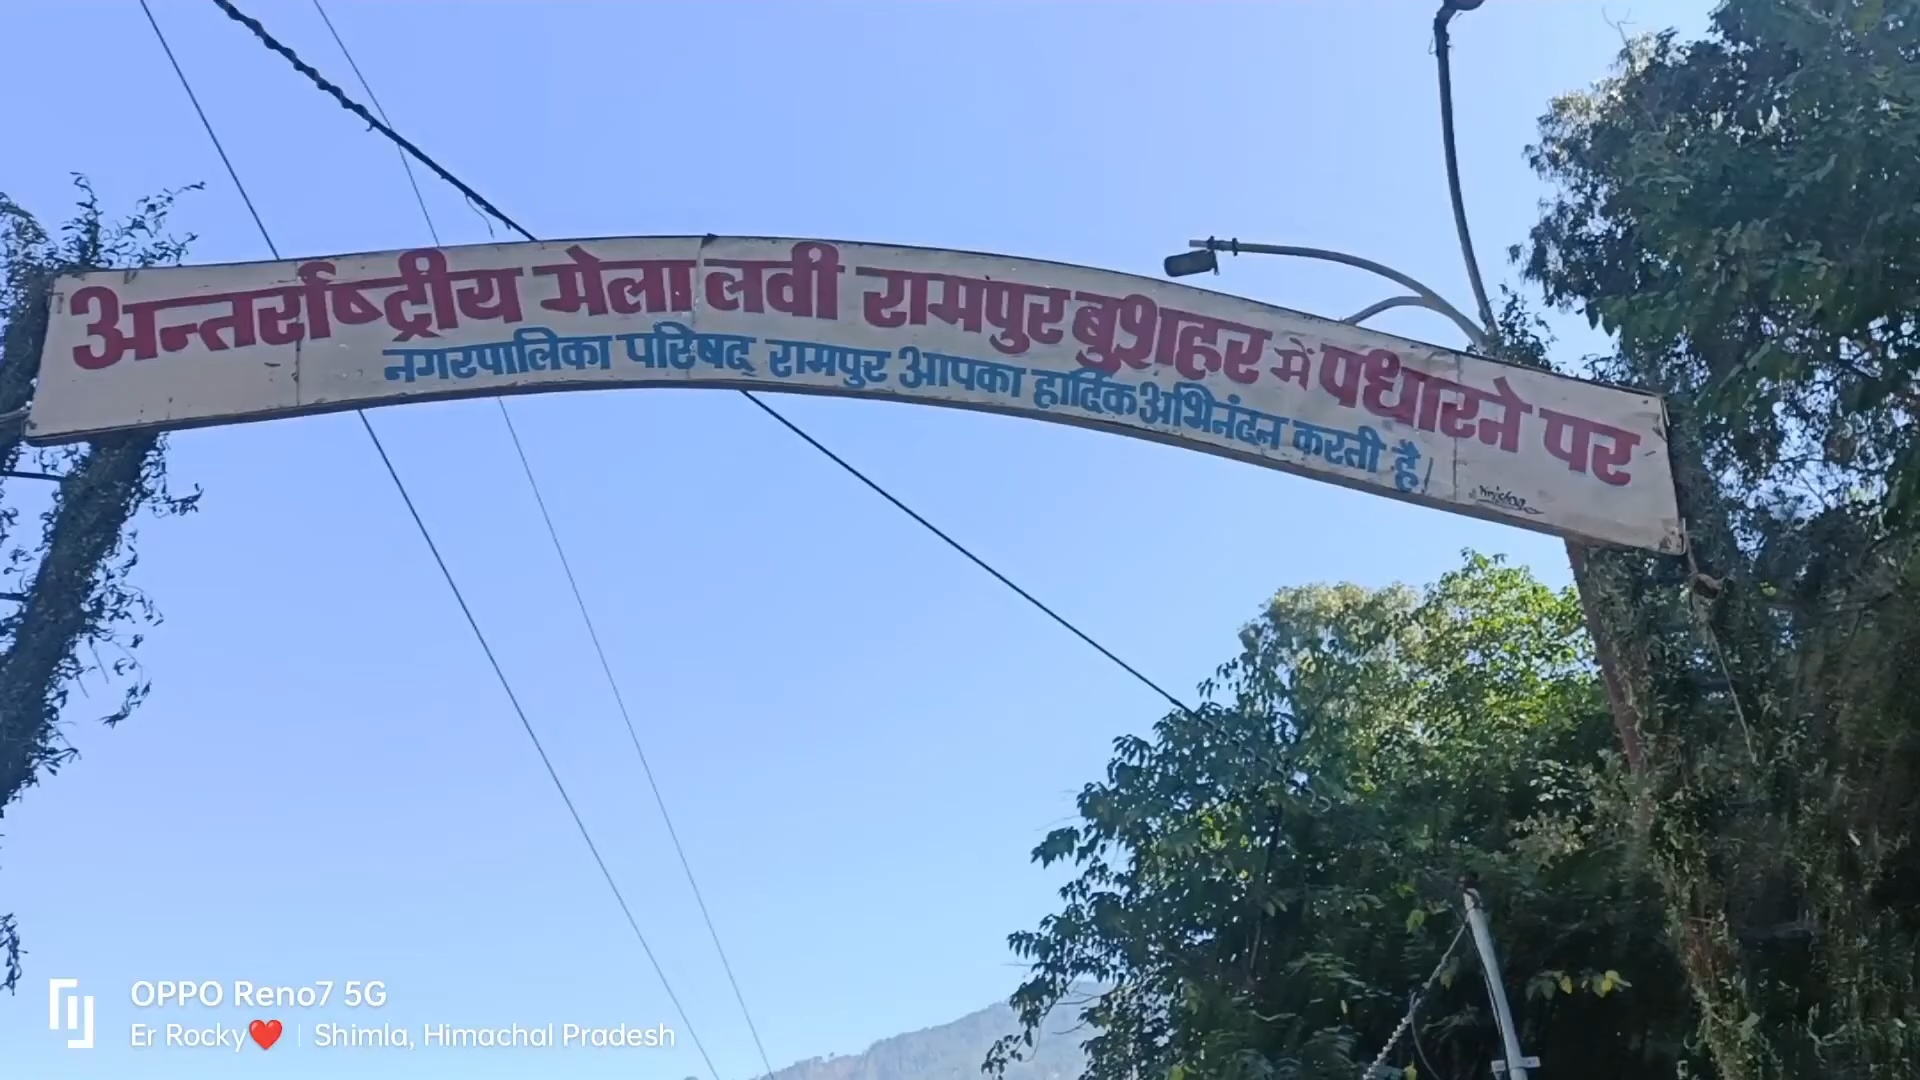 अन्तर्राष्ट्रीय मेला लवी रामपुर बुशहर में पधारने पर
नगरपालिका परिषद् रामपुर आपका हार्दिक अभिनंदन करती है।
OPPO Reno7 5G
Er Rocky❤️ | Shimla, Himachal Pradesh